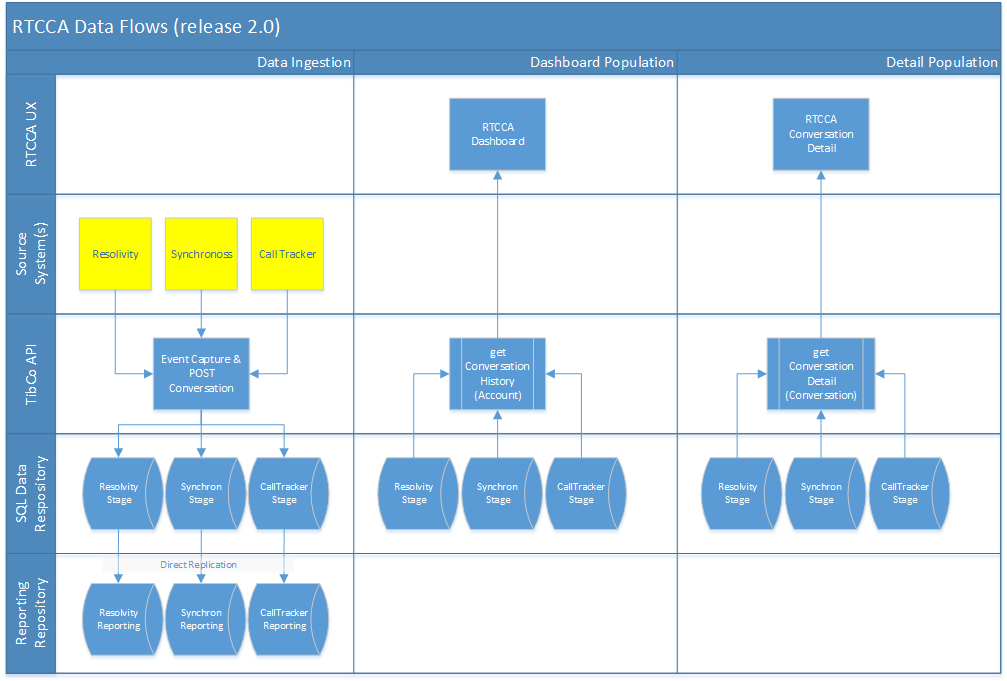 RTCCA Data Flows (release 2.0)
Data Ingestion
Dashboard Population
Detail Population
RTCCA UX
RTCCA
Dashboard
RTCCA
Conversation
Detail
Source
System(s)
Resolivity
Synchronoss
Call Tracker
TibCo API
Event Capture &
POST
Conversation
get
Conversation
History
(Account)
get
Conversation
Detail
(Conversation)
SQL Data
Respository
Resolvity
Stage
Synchron
Stage
CallTracker
Stage
Resolvity
Stage
Synchron
Stage
CallTracker
Stage
Resolvity
Stage
Synchron
Stage
CallTracker
Stage
Reporting
Repository
Direct Replication
Resolvity
Reporting
Synchron
Reporting
CallTracker
Reporting